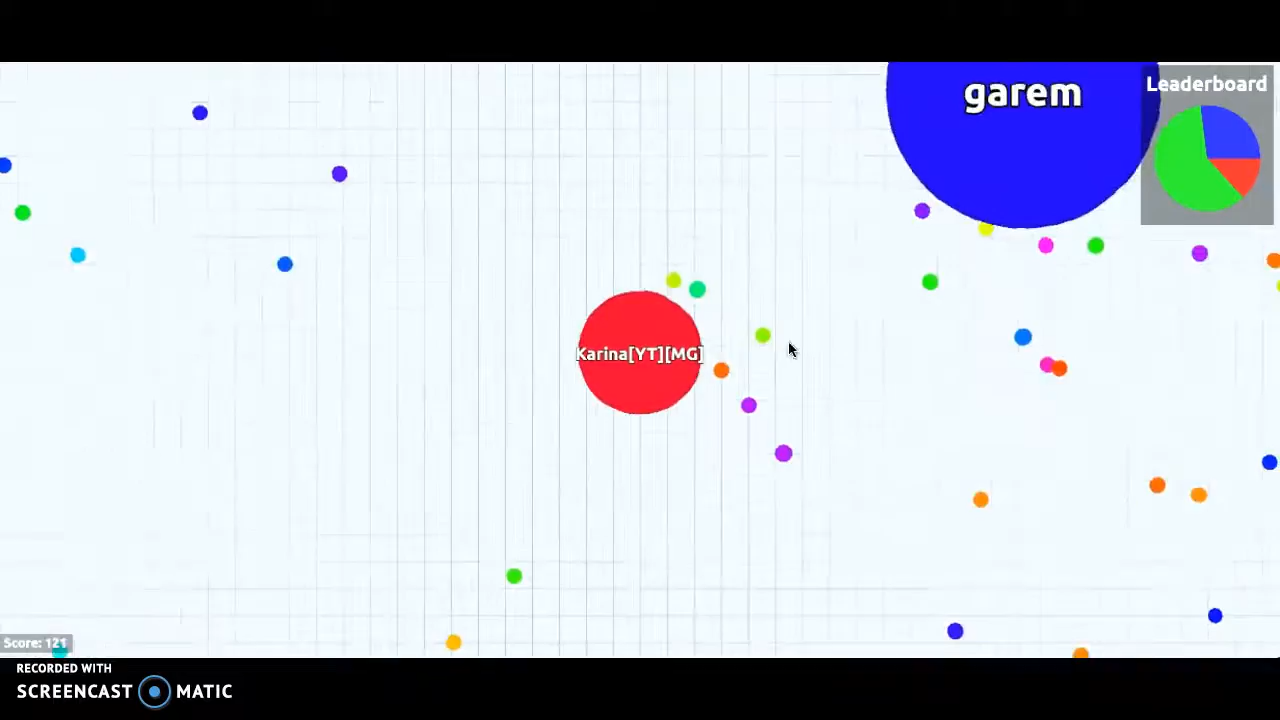 garem
Leaderboard
Karina[YT][MG]
Score: 121
RECORDED WITH
SCREENCAST MATIC